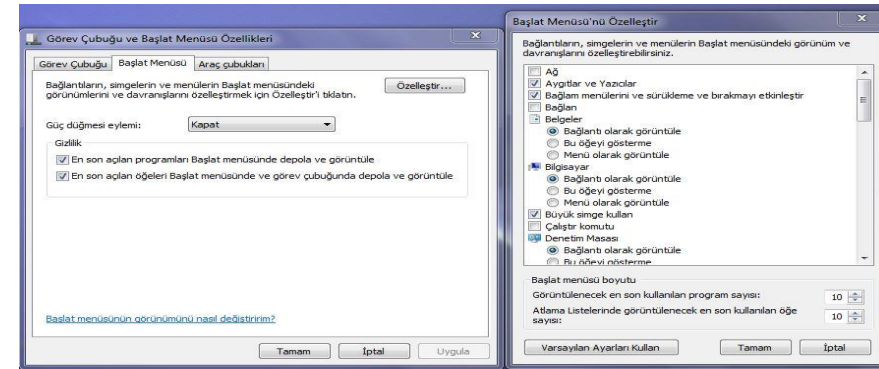 Görev Çubuğu ve Başlat Menüsü Özellikleri
Görev Çubuğu
Başlat Menüsü
Araç çubukları
Bağlantıların, simgelerin ve menülerin Başlat menüsündeki
görünümlerini ve davranışlarını özelleştirmek için Özelleştir'i tıklatın.
Özelleştir...
Güç düğmesi eylemi:
Kapat
Gizlilik
En son açılan programları Başlat menüsünde depola ve görüntüle
En son açılan öğeleri Başlat menüsünde ve görev çubuğunda depola ve görüntüle
Başlat menüsünün görünümünü nasıl değiştiririm?
Tamam
İptal
Uygula
Başlat Menüsü'nü Özelleştir
Bağlantıların, simgelerin ve menülerin Başlat menüsündeki görünüm ve
davranışlarını özelleştirebilirsiniz.
Ağ
Aygıtlar ve Yazıcılar
Bağlam menülerini ve sürükleme ve bırakmayı etkinleştir
Bağlan
Belgeler
Bağlantı olarak görüntüle
Bu öğeyi gösterme
Menü olarak görüntüle
Bilgisayar
Bağlantı olarak görüntüle
Bu öğeyi gösterme
Menü olarak görüntüle
Büyük simge kullan
Çalıştır komutu
Denetim Masası
Bağlantı olarak görüntüle
Bu öğeyi gösterme
Başlat menüsü boyutu
Görüntülenecek en son kullanılan program sayısı:
10
Atlama Listelerinde görüntülenecek en son kullanılan öğe
sayısı:
10
Varsayılan Ayarları Kullan
Tamam
İptal